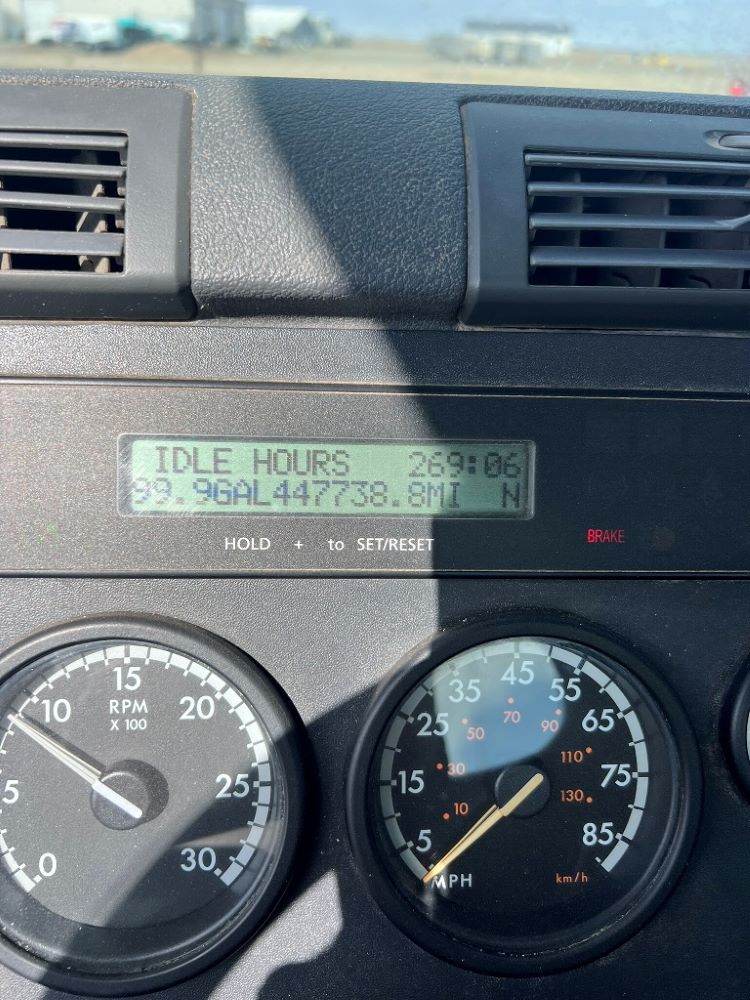 IDLE HOURS 269:06
99.9GAL447738.8MI N
HOLD + to SET/RESET
BRAKE
0 5 10 15 20 25 30
RPM
X 100
5 15 25 35 45 55 65 75 85
10 30 50 70 90 110 130
MPH
km/h